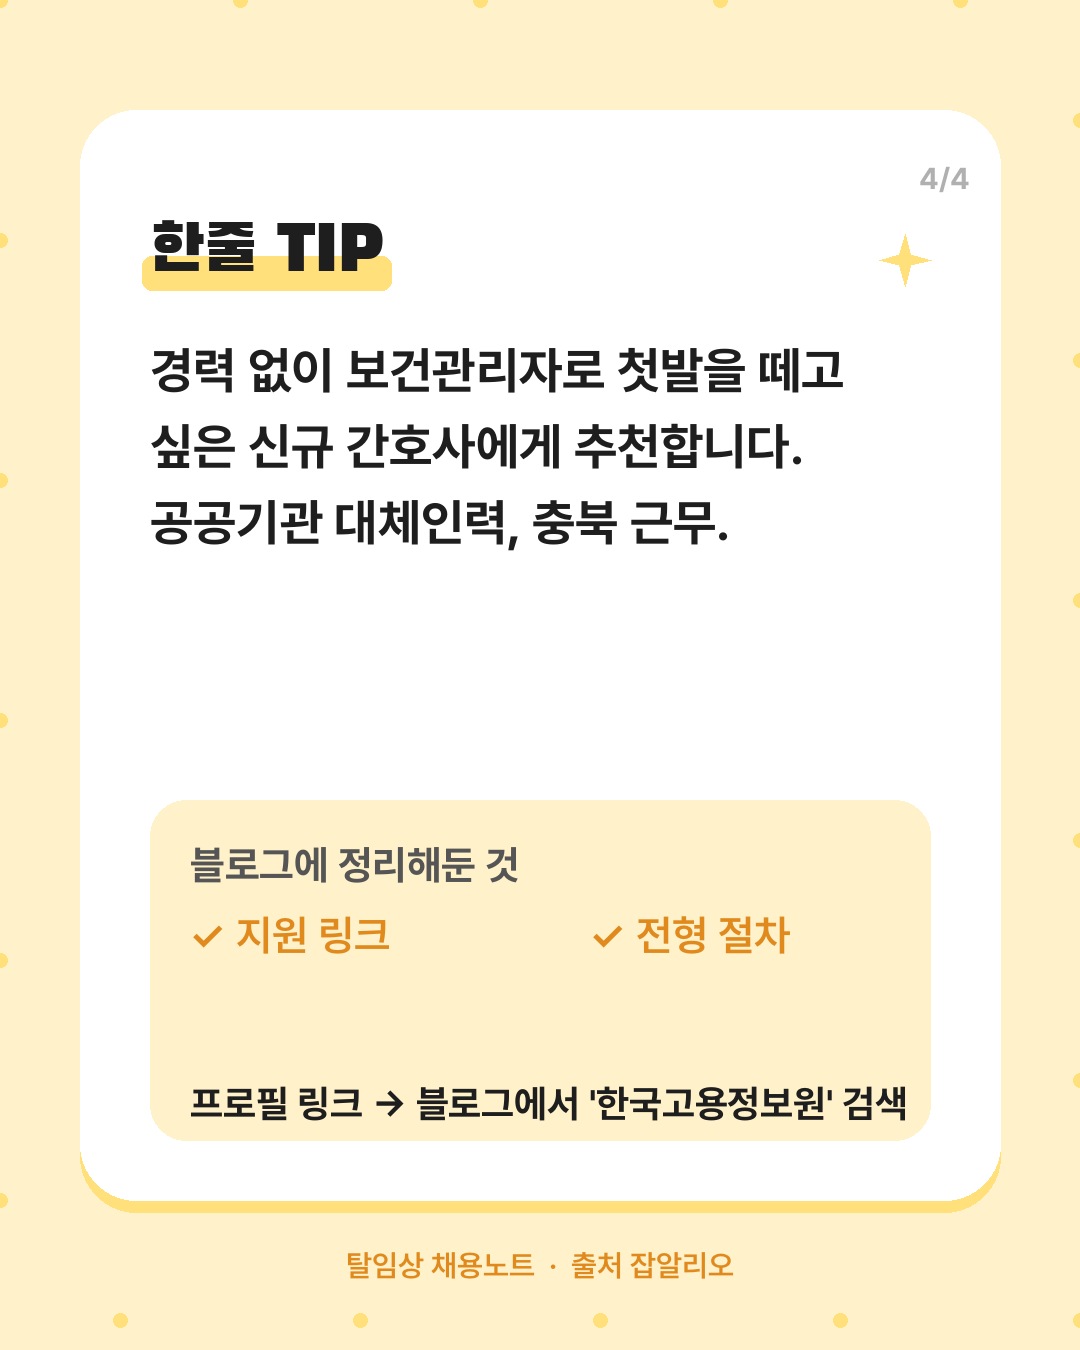 4/4
한줄 TIP
경력 없이 보건관리자로 첫발을 떼고
싶은 신규 간호사에게 추천합니다.
공공기관 대체인력, 충북 근무.
블로그에 정리해둔 것
✓ 지원 링크 ✓ 전형 절차
프로필 링크 → 블로그에서 '한국고용정보원' 검색
탈임상 채용노트 · 출처 잡알리오